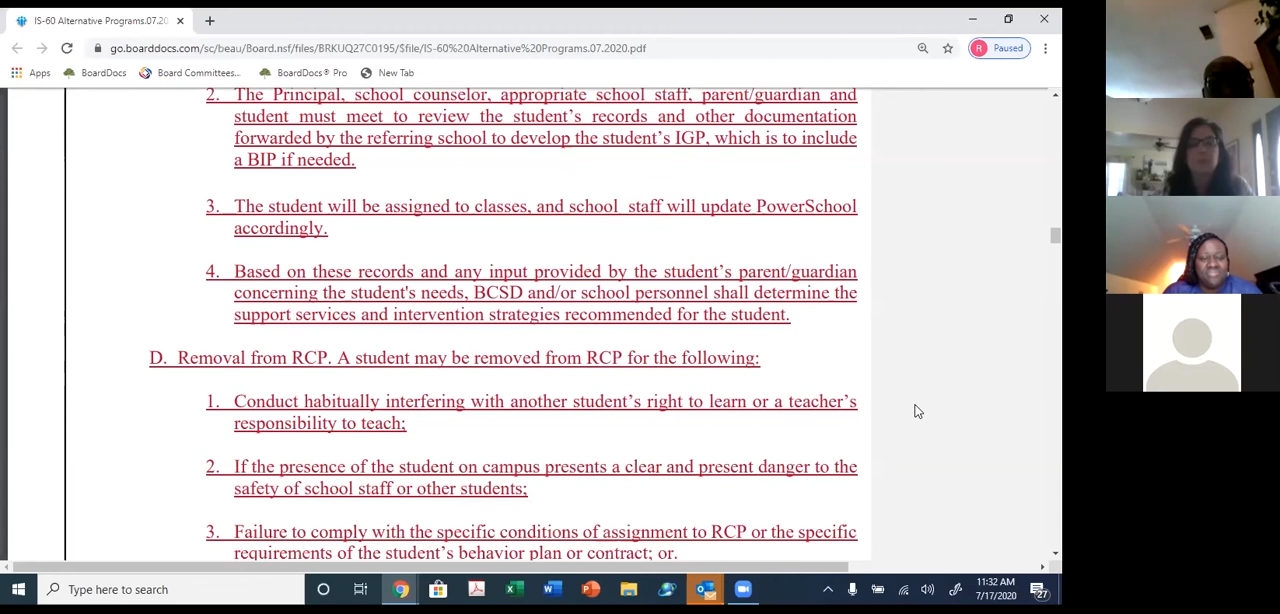 IS-60 Alternative Programs.07.20
go.boarddocs.com/sc/beau/Board.nsf/files/BRKUQ27C0195/$file/IS-60%20Alternative%20Programs.07.2020.pdf
R Paused
Apps BoardDocs Board Committees... BoardDocs® Pro New Tab
2. The Principal, school counselor, appropriate school staff, parent/guardian and
student must meet to review the student's records and other documentation
forwarded by the referring school to develop the student's IGP, which is to include
a BIP if needed.
3. The student will be assigned to classes, and school staff will update PowerSchool
accordingly.
4. Based on these records and any input provided by the student's parent/guardian
concerning the student's needs, BCSD and/or school personnel shall determine the
support services and intervention strategies recommended for the student.
D. Removal from RCP. A student may be removed from RCP for the following:
1. Conduct habitually interfering with another student's right to learn or a teacher's
responsibility to teach;
2. If the presence of the student on campus presents a clear and present danger to the
safety of school staff or other students;
3. Failure to comply with the specific conditions of assignment to RCP or the specific
requirements of the student's behavior plan or contract; or.
Type here to search
11:32 AM
7/17/2020
27